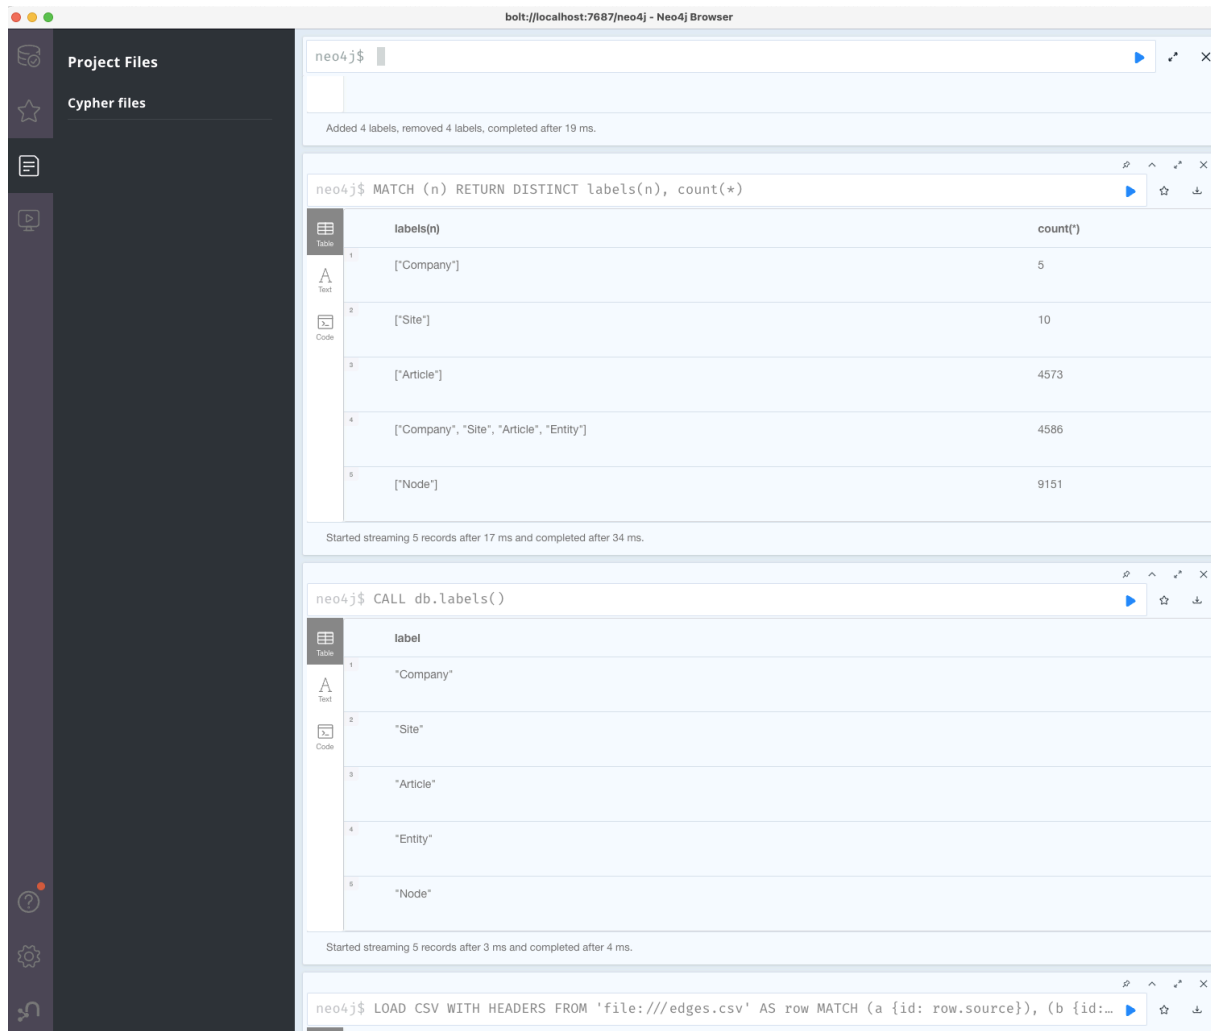 bolt://localhost:7687/neo4j - Neo4j Browser
Project Files
Cypher files
neo4j$
Added 4 labels, removed 4 labels, completed after 19 ms.
neo4j$ MATCH (n) RETURN DISTINCT labels(n), count(*)
Table
Text
Code
labels(n) count(*)
1 ["Company"] 5
2 ["Site"] 10
3 ["Article"] 4573
4 ["Company", "Site", "Article", "Entity"] 4586
5 ["Node"] 9151
Started streaming 5 records after 17 ms and completed after 34 ms.
neo4j$ CALL db.labels()
Table
Text
Code
label
1 "Company"
2 "Site"
3 "Article"
4 "Entity"
5 "Node"
Started streaming 5 records after 3 ms and completed after 4 ms.
neo4j$ LOAD CSV WITH HEADERS FROM 'file:///edges.csv' AS row MATCH (a {id: row.source}), (b {id:…